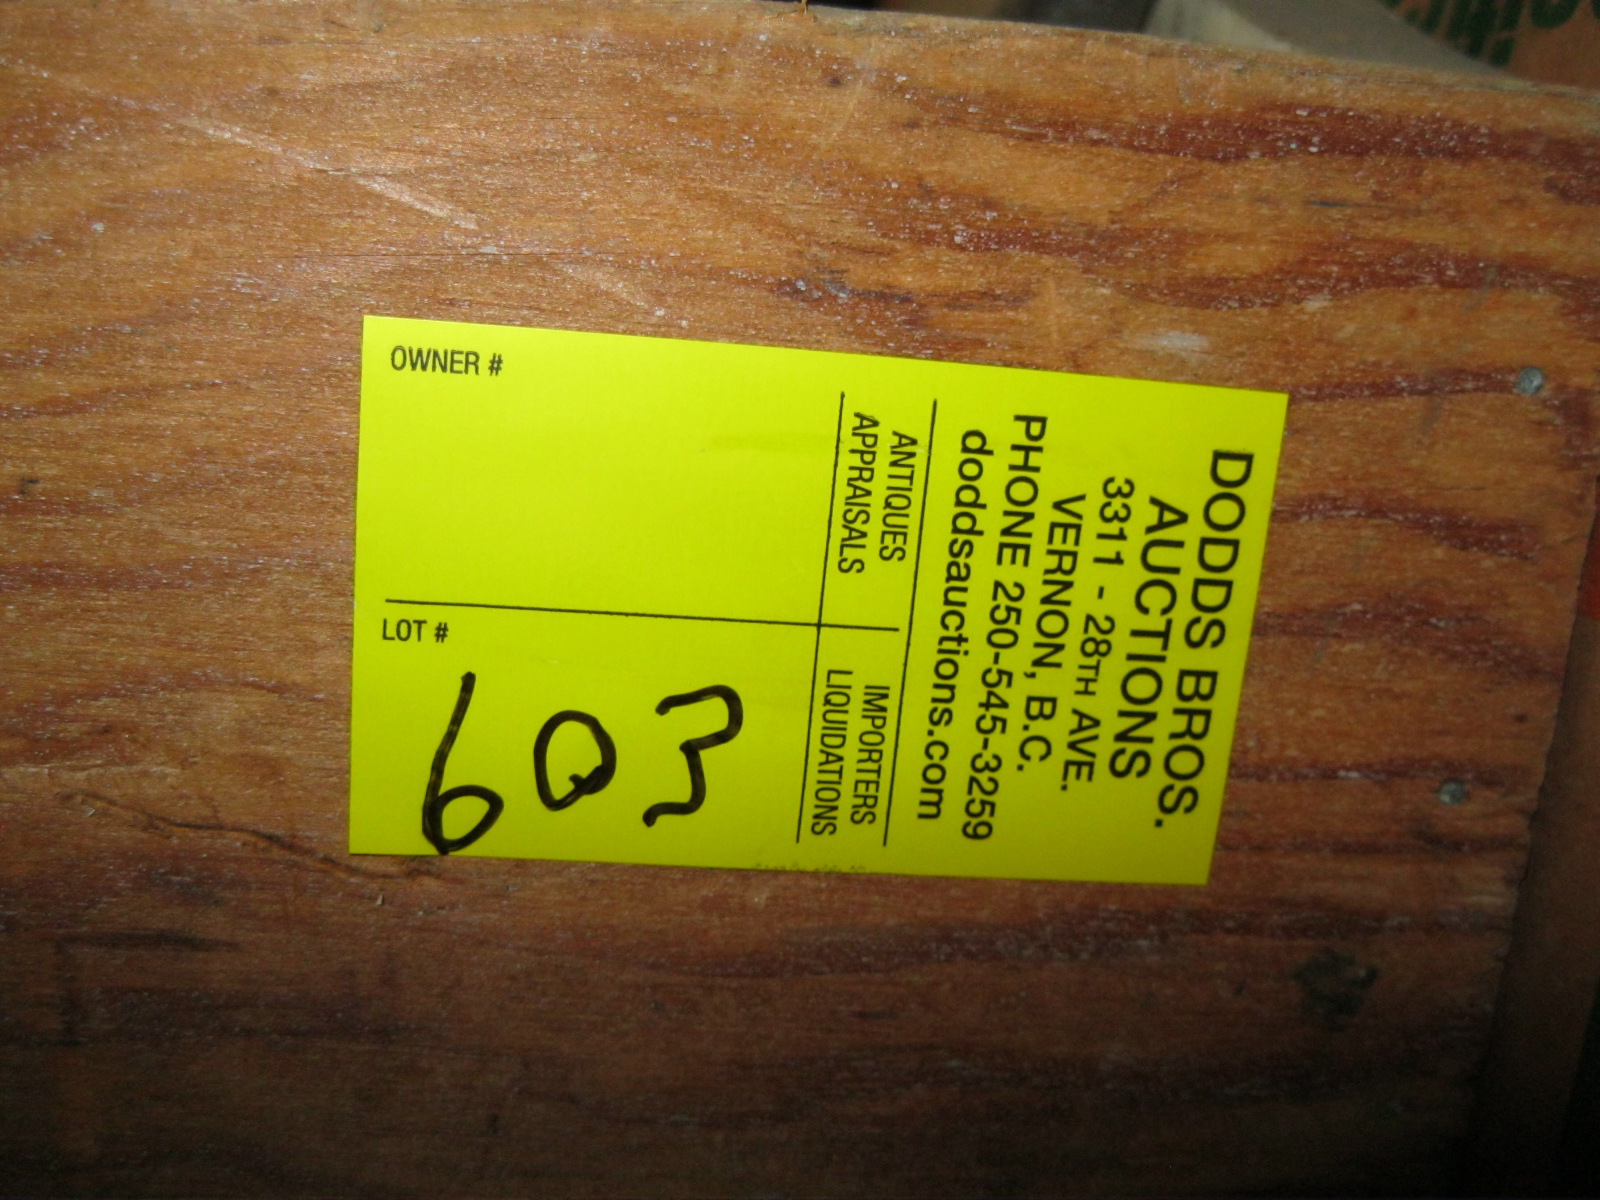 DODDS BROS.
AUCTIONS
3311 - 28TH AVE.
VERNON, B.C.
PHONE 250-545-3259
doddsauctions.com
ANTIQUES
APPRAISALS
IMPORTERS
LIQUIDATIONS
OWNER #
LOT #
603